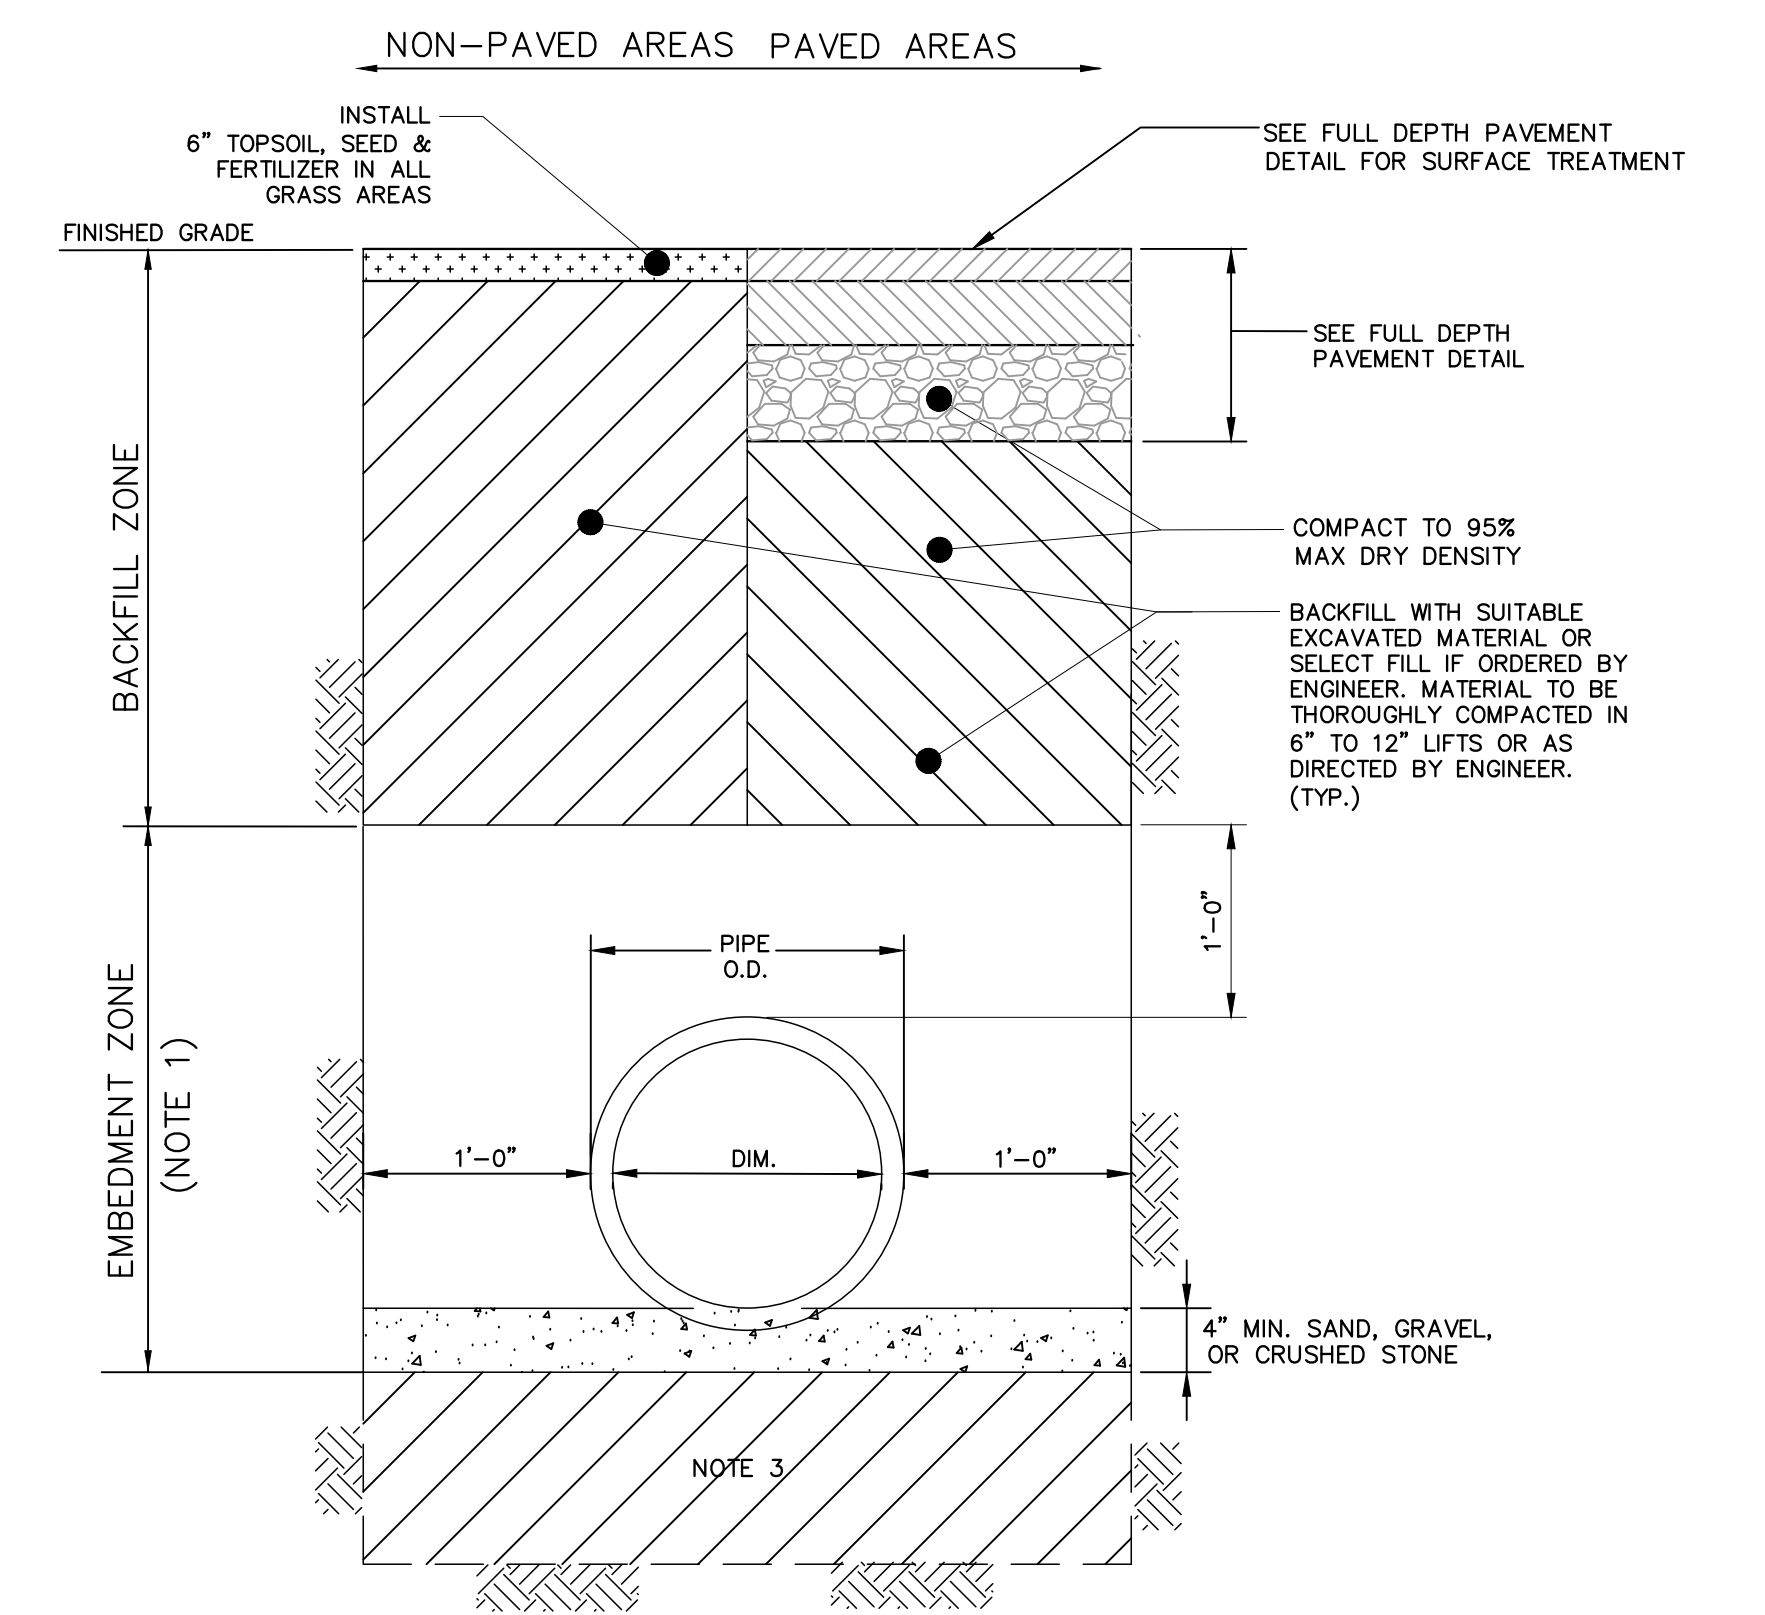 NON-PAVED AREAS PAVED AREAS
INSTALL
6" TOPSOIL, SEED &
FERTILIZER IN ALL
GRASS AREAS
SEE FULL DEPTH PAVEMENT
DETAIL FOR SURFACE TREATMENT
FINISHED GRADE
SEE FULL DEPTH
PAVEMENT DETAIL
BACKFILL ZONE
COMPACT TO 95%
MAX DRY DENSITY
BACKFILL WITH SUITABLE
EXCAVATED MATERIAL OR
SELECT FILL IF ORDERED BY
ENGINEER. MATERIAL TO BE
THOROUGHLY COMPACTED IN
6" TO 12" LIFTS OR AS
DIRECTED BY ENGINEER.
(TYP.)
1'-0"
PIPE
O.D.
EMBEDMENT ZONE
(NOTE 1)
1'-0"
DIM.
1'-0"
4" MIN. SAND, GRAVEL,
OR CRUSHED STONE
NOTE 3